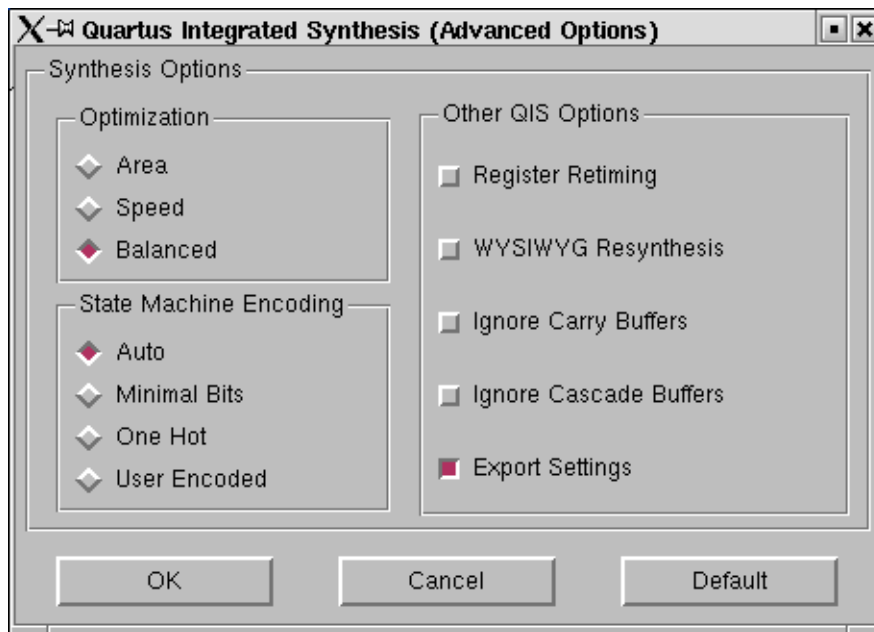 Quartus Integrated Synthesis (Advanced Options)
Synthesis Options
Optimization
Area
Speed
Balanced
State Machine Encoding
Auto
Minimal Bits
One Hot
User Encoded
Other QIS Options
Register Retiming
WYSIWYG Resynthesis
Ignore Carry Buffers
Ignore Cascade Buffers
Export Settings
OK
Cancel
Default